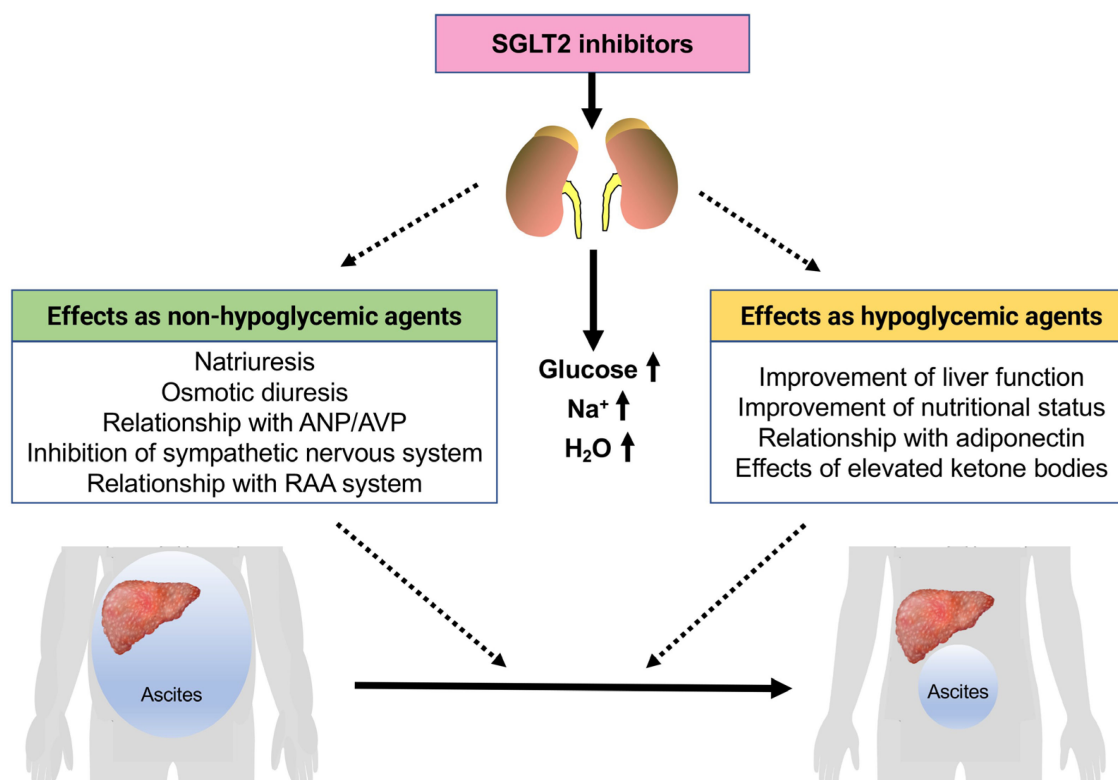 SGLT2 inhibitors
Effects as non-hypoglycemic agents
Natriuresis
Osmotic diuresis
Relationship with ANP/AVP
Inhibition of sympathetic nervous system
Relationship with RAA system
Glucose ↑
Na⁺ ↑
H₂O ↑
Effects as hypoglycemic agents
Improvement of liver function
Improvement of nutritional status
Relationship with adiponectin
Effects of elevated ketone bodies
Ascites
Ascites